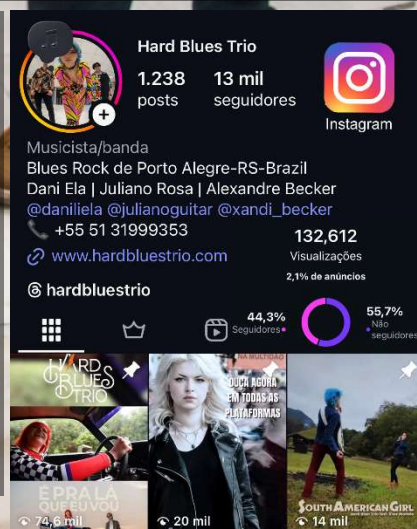 Hard Blues Trio
1.238 13 mil
posts seguidores
Instagram
Musicista/banda
Blues Rock de Porto Alegre-RS-Brazil
Dani Ela | Juliano Rosa | Alexandre Becker
@daniliela @julianoguitar @xandi_becker
+55 51 31999353
www.hardbluestrio.com
132,612
Visualizações
2,1% de anúncios
hardbluestrio
44,3%
Seguidores
55,7%
Não
seguidores
HARD
BLUES
TRIO
É PRA LÁ
QUE EU VOU
74,6 mil
NA MULTIDÃO
OUÇA AGORA
EM TODAS AS
PLATAFORMAS
20 mil
SOUTH AMERICAN GIRL
14 mil